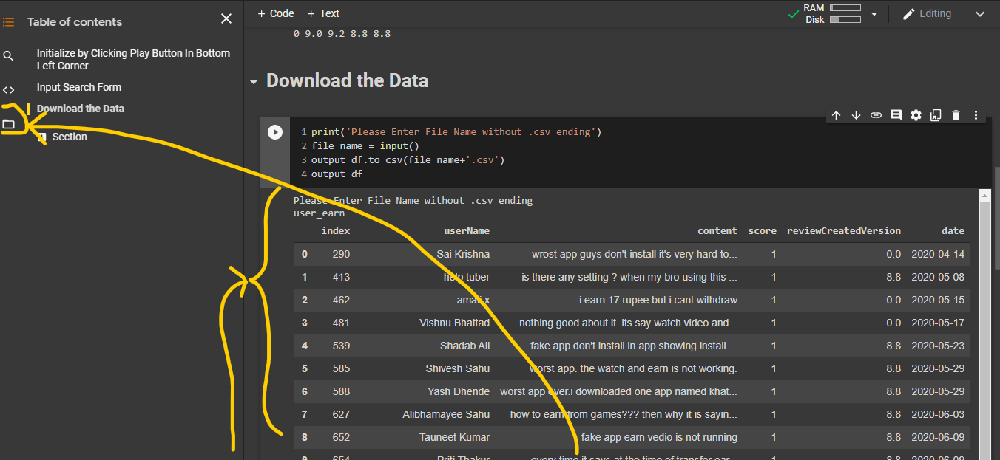 Table of contents
+ Code + Text
RAM
Disk
Editing
0 9.0 9.2 8.8 8.8
Initialize by Clicking Play Button In Bottom
Left Corner
Input Search Form
Download the Data
Section
Download the Data
1 print('Please Enter File Name without .csv ending')
2 file_name = input()
3 output_df.to_csv(file_name+'.csv')
4 output_df
Please Enter File Name without .csv ending
user_earn
index userName content score reviewCreatedVersion date
0 290 Sai Krishna wrost app guys don't install it's very hard to... 1 0.0 2020-04-14
1 413 help tuber is there any setting ? when my bro using this ... 1 8.8 2020-05-08
2 462 x i earn 17 rupee but i cant withdraw 1 0.0 2020-05-15
3 481 Vishnu Bhattad nothing good about it. its say watch video and... 1 0.0 2020-05-17
4 539 Shadab Ali fake app don't install in app showing install ... 1 8.8 2020-05-23
5 585 Shivesh Sahu worst app. the watch and earn is not working. 1 8.8 2020-05-29
6 588 Yash Dhende worst app ever.i downloaded one app named khat... 1 8.8 2020-05-29
7 627 Alibhamayee Sahu how to earn from games??? then why it is sayin... 1 8.8 2020-06-03
8 652 Tauneet Kumar fake app earn vedio is not running 1 8.8 2020-06-09
9 654 Priti Thakur every time it says at the time of transfer ear... 1 8.8 2020-06-09